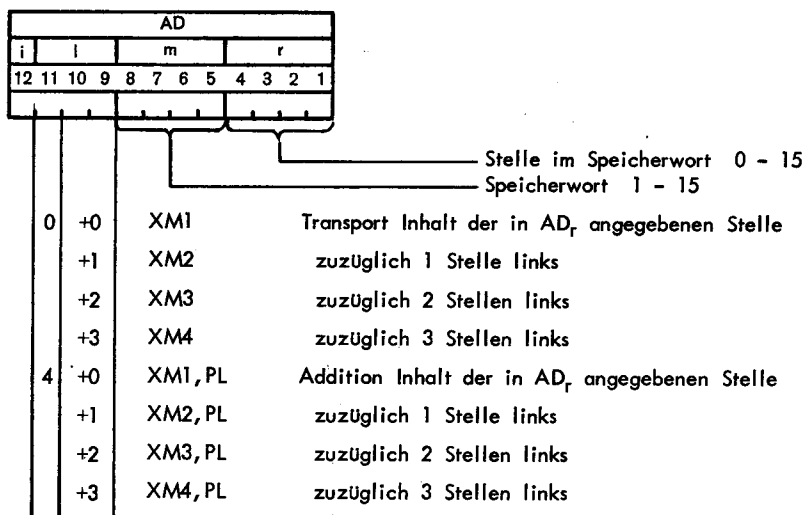 AD
i l m r
12 11 10 9 8 7 6 5 4 3 2 1
Stelle im Speicherwort 0 - 15
Speicherwort 1 - 15
0 +0 XM1 Transport Inhalt der in ADr angegebenen Stelle
+1 XM2 zuzüglich 1 Stelle links
+2 XM3 zuzüglich 2 Stellen links
+3 XM4 zuzüglich 3 Stellen links
4 +0 XM1, PL Addition Inhalt der in ADr angegebenen Stelle
+1 XM2, PL zuzüglich 1 Stelle links
+2 XM3, PL zuzüglich 2 Stellen links
+3 XM4, PL zuzüglich 3 Stellen links